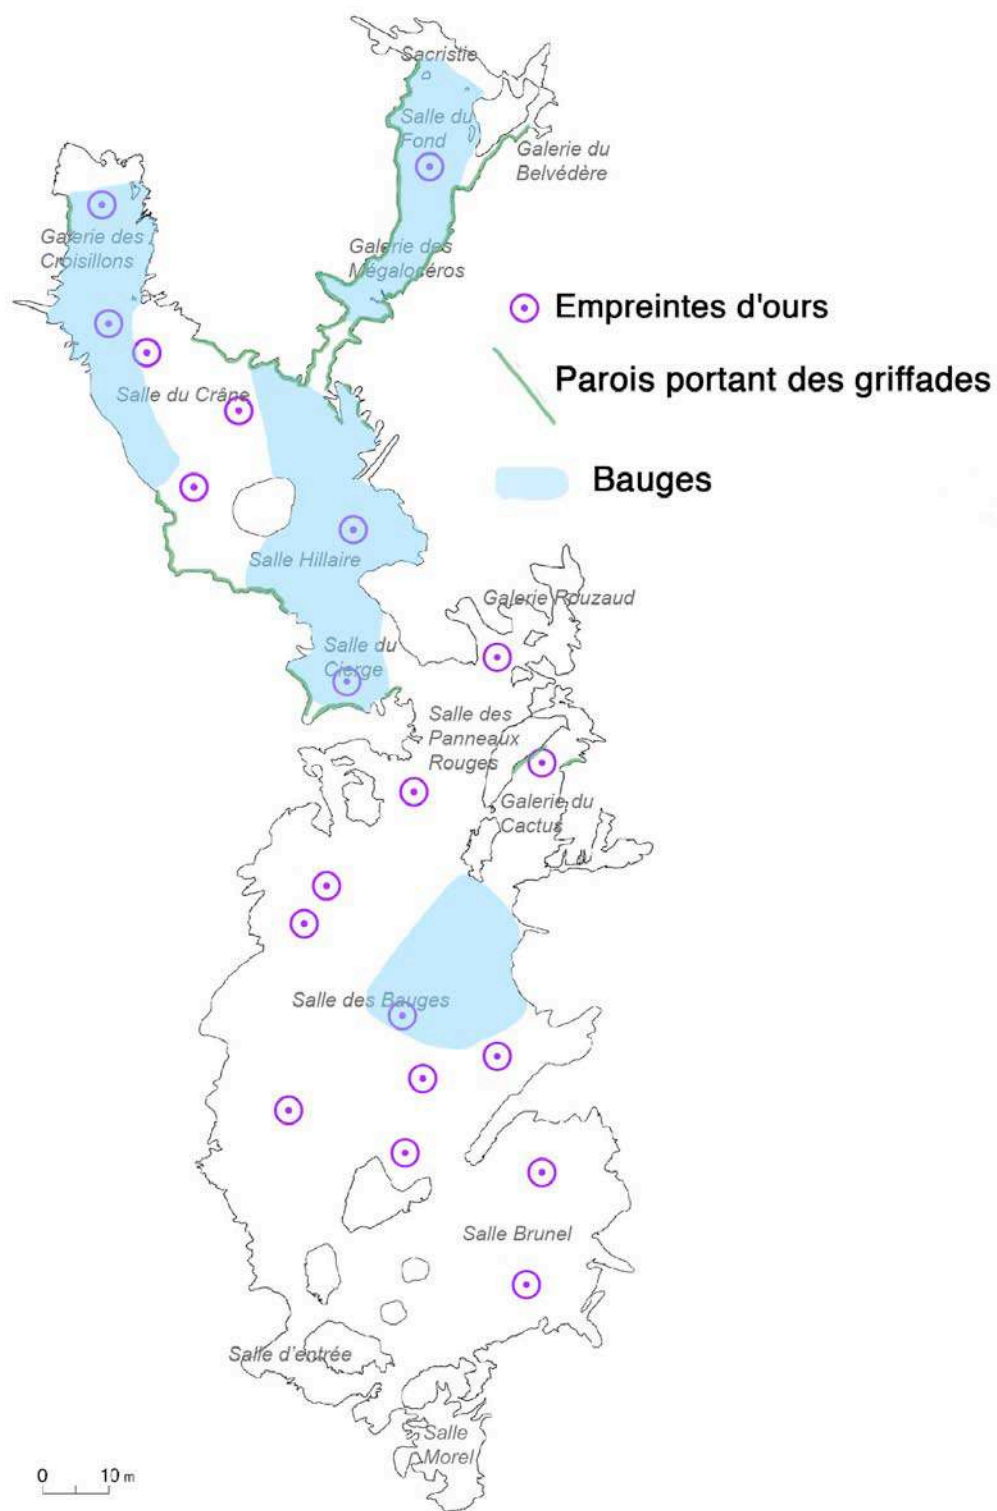 Sacristie
Salle du
Fond
Galerie du
Belvédère
Galerie des
Croisillons
Galerie des
Mégalocéros
Empreintes d'ours
Parois portant des griffades
Salle du Crâne
Bauges
Salle Hillaire
Galerie Rouzaud
Salle du
Cierge
Salle des
Panneaux
Rouges
Galerie du
Cactus
Salle des Bauges
Salle Brunel
Salle d'entrée
Salle
Morel
0 10 m